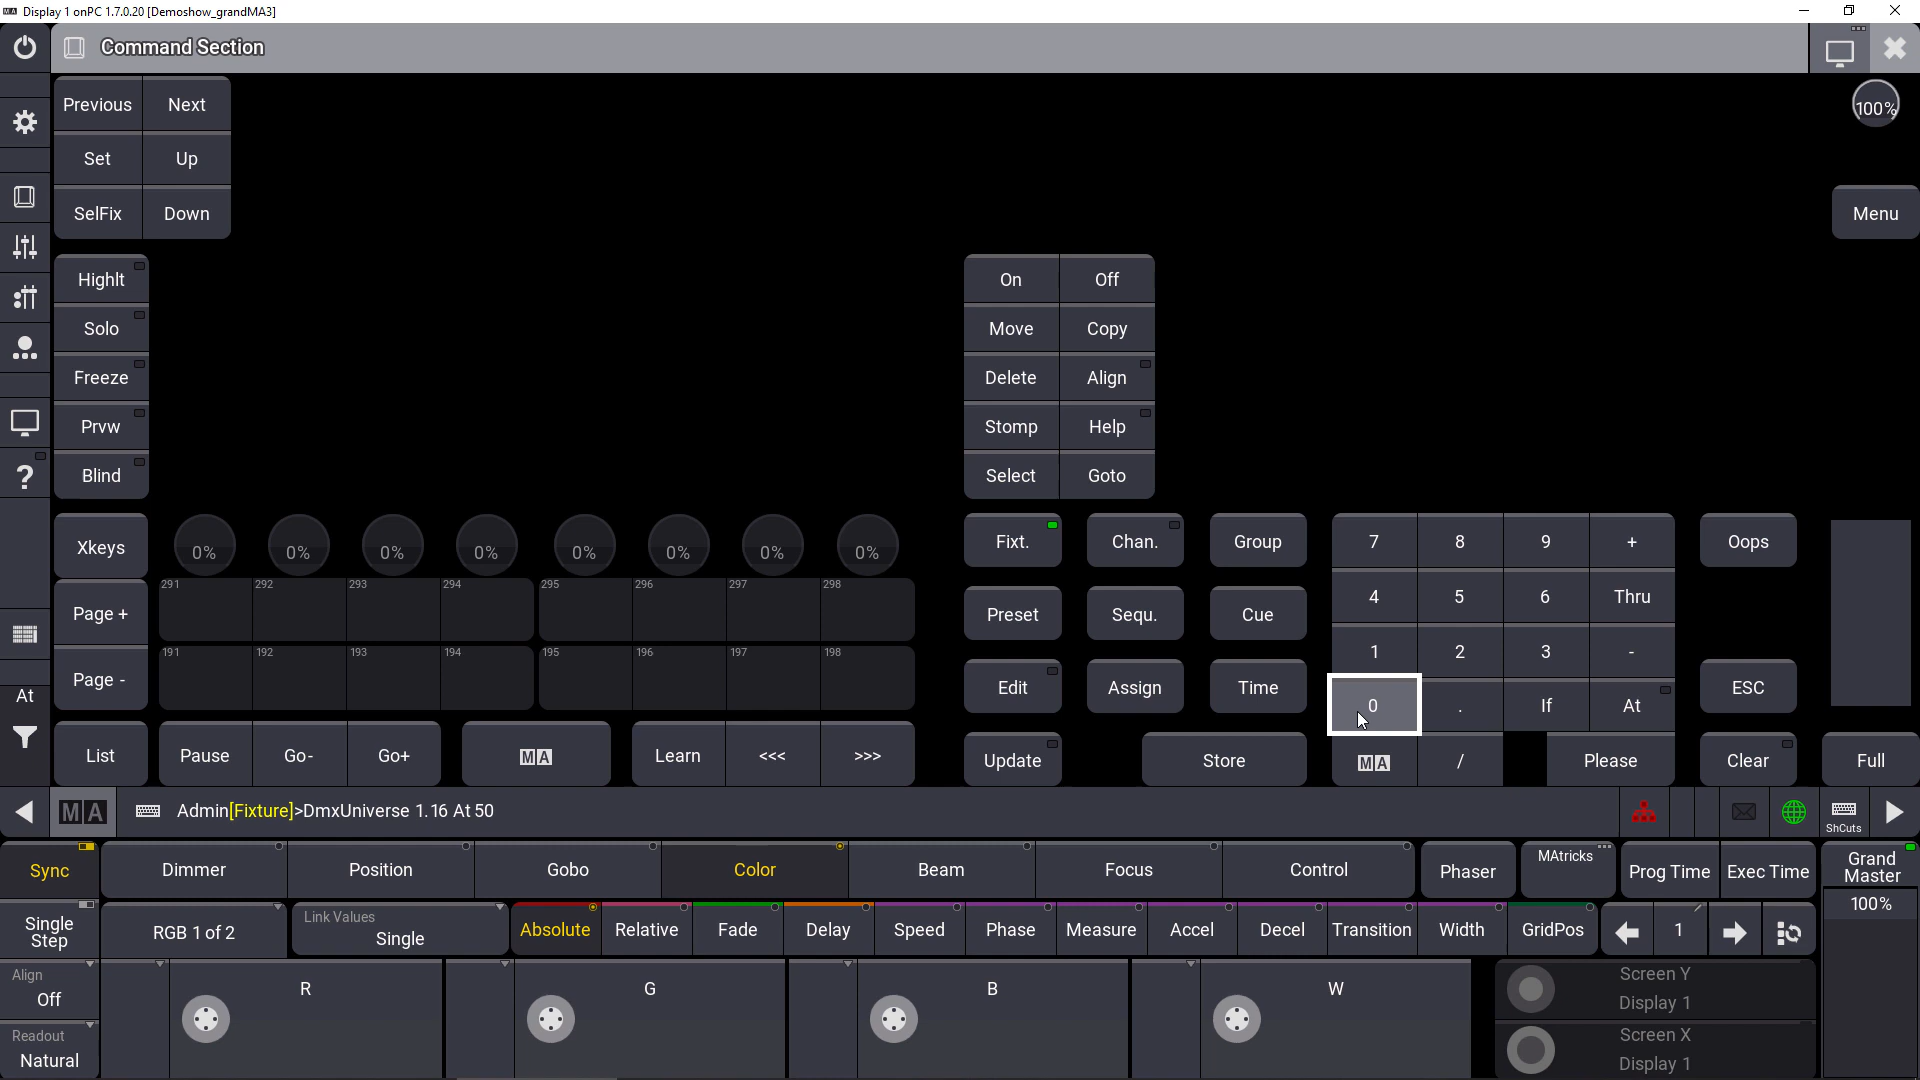 Display 1 onPC 1.7.0.20 [Demoshow_grandMA3]
Command Section
Previous Next
100%
Set Up
SelFix Down
Menu
Highlt
On Off
Solo
Move Copy
Freeze
Delete Align
Prvw
Stomp Help
Blind
Select Goto
Xkeys
0% 0% 0% 0% 0% 0% 0% 0%
Fixt. Chan. Group
7 8 9 +
Oops
291 292 293 294 295 296 297 298
Page +
Preset Sequ. Cue
4 5 6 Thru
191 192 193 194 195 196 197 198
1 2 3 -
Page -
Edit Assign Time
0 . If At
ESC
At
List Pause Go- Go+ MA Learn <<< >>>
Update Store MA / Please Clear Full
MA Admin[Fixture]>DmxUniverse 1.16 At 50
ShCuts
Sync Dimmer Position Gobo Color Beam Focus Control Phaser MAtricks Prog Time Exec Time
Grand
Master
100%
Single
Step
RGB 1 of 2
Link Values
Single
Absolute Relative Fade Delay Speed Phase Measure Accel Decel Transition Width GridPos 1
Align
Off
R G B W
Screen Y
Display 1
Readout
Natural
Screen X
Display 1